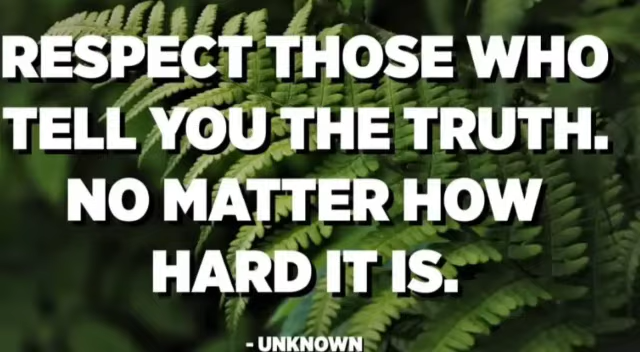 RESPECT THOSE WHO
TELL YOU THE TRUTH.
NO MATTER HOW
HARD IT IS.
- UNKNOWN